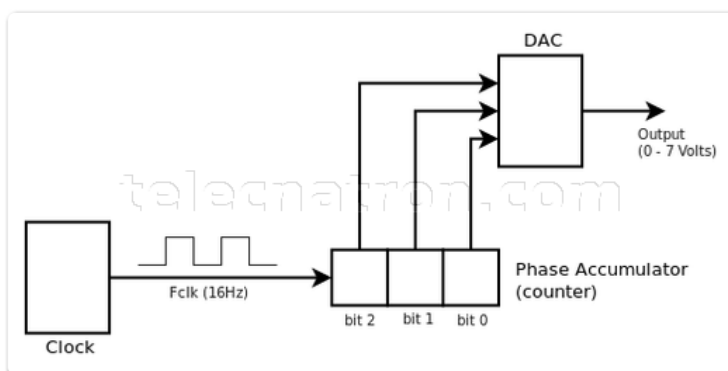 DAC
Output
(0 - 7 Volts)
telecnatron.com
Fclk (16Hz)
Phase Accumulator
(counter)
bit 2
bit 1
bit 0
Clock